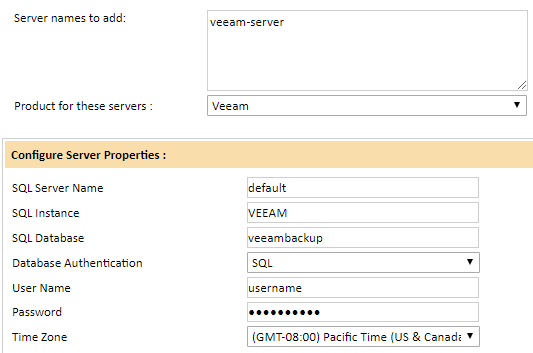 Server names to add:
veeam-server
Product for these servers :
Veeam
Configure Server Properties :
SQL Server Name
default
SQL Instance
VEEAM
SQL Database
veeambackup
Database Authentication
SQL
User Name
username
Password
●●●●●●●●●●
Time Zone
(GMT-08:00) Pacific Time (US & Canada